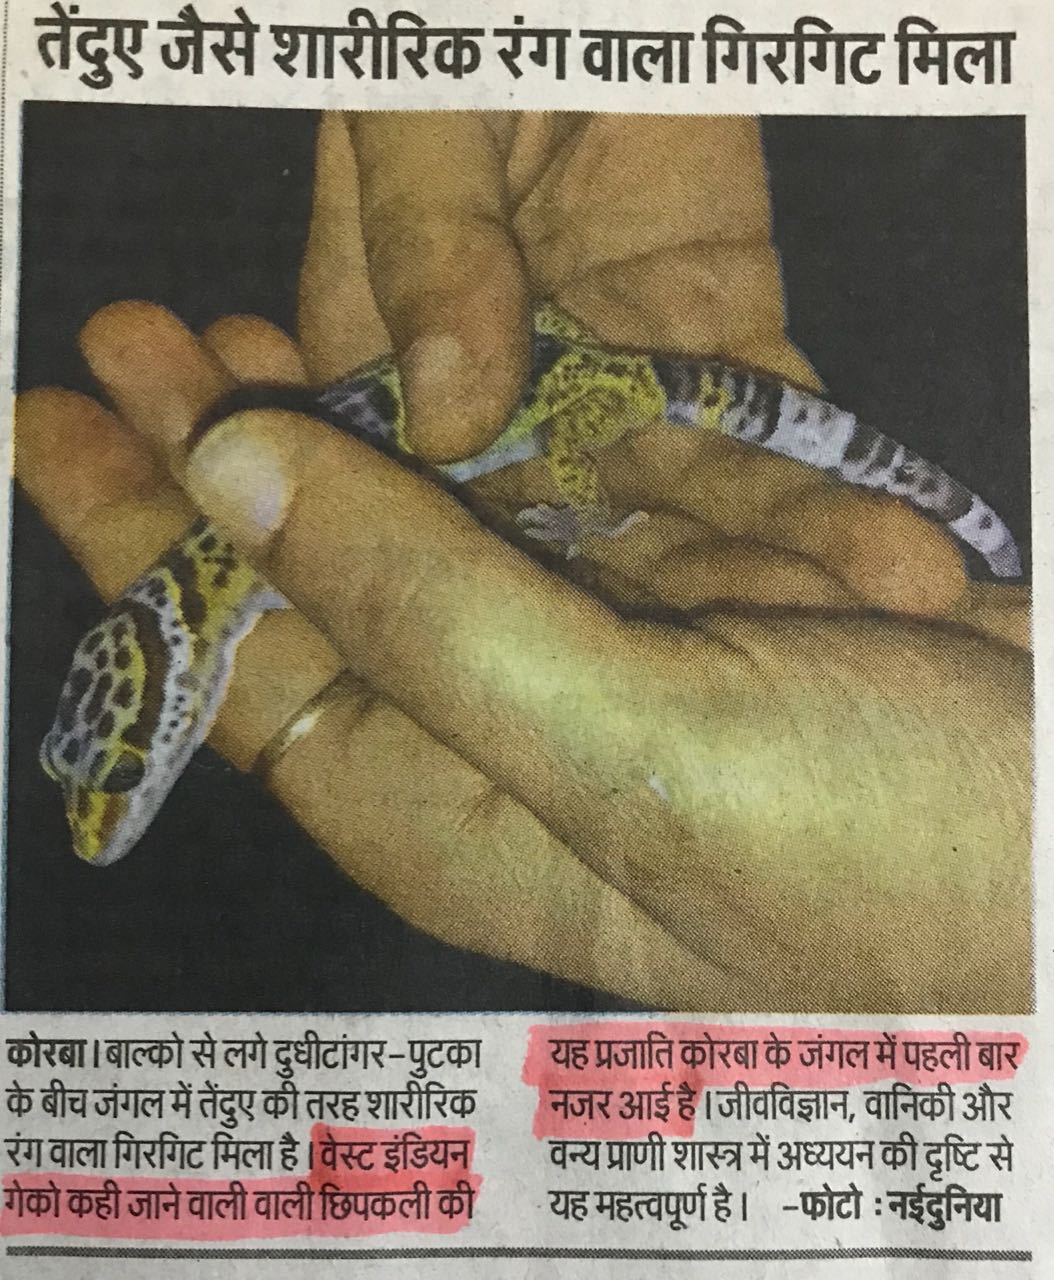 तेंदुए जैसे शारीरिक रंग वाला गिरगिट मिला
कोरबा। बाल्को से लगे दुधीटांगर-पुटका
के बीच जंगल में तेंदुए की तरह शारीरिक
रंग वाला गिरगिट मिला है। वेस्ट इंडियन
गेको कही जाने वाली वाली छिपकली की
यह प्रजाति कोरबा के जंगल में पहली बार
नजर आई है। जीवविज्ञान, वानिकी और
वन्य प्राणी शास्त्र में अध्ययन की दृष्टि से
यह महत्वपूर्ण है। -फोटो : नईदुनिया